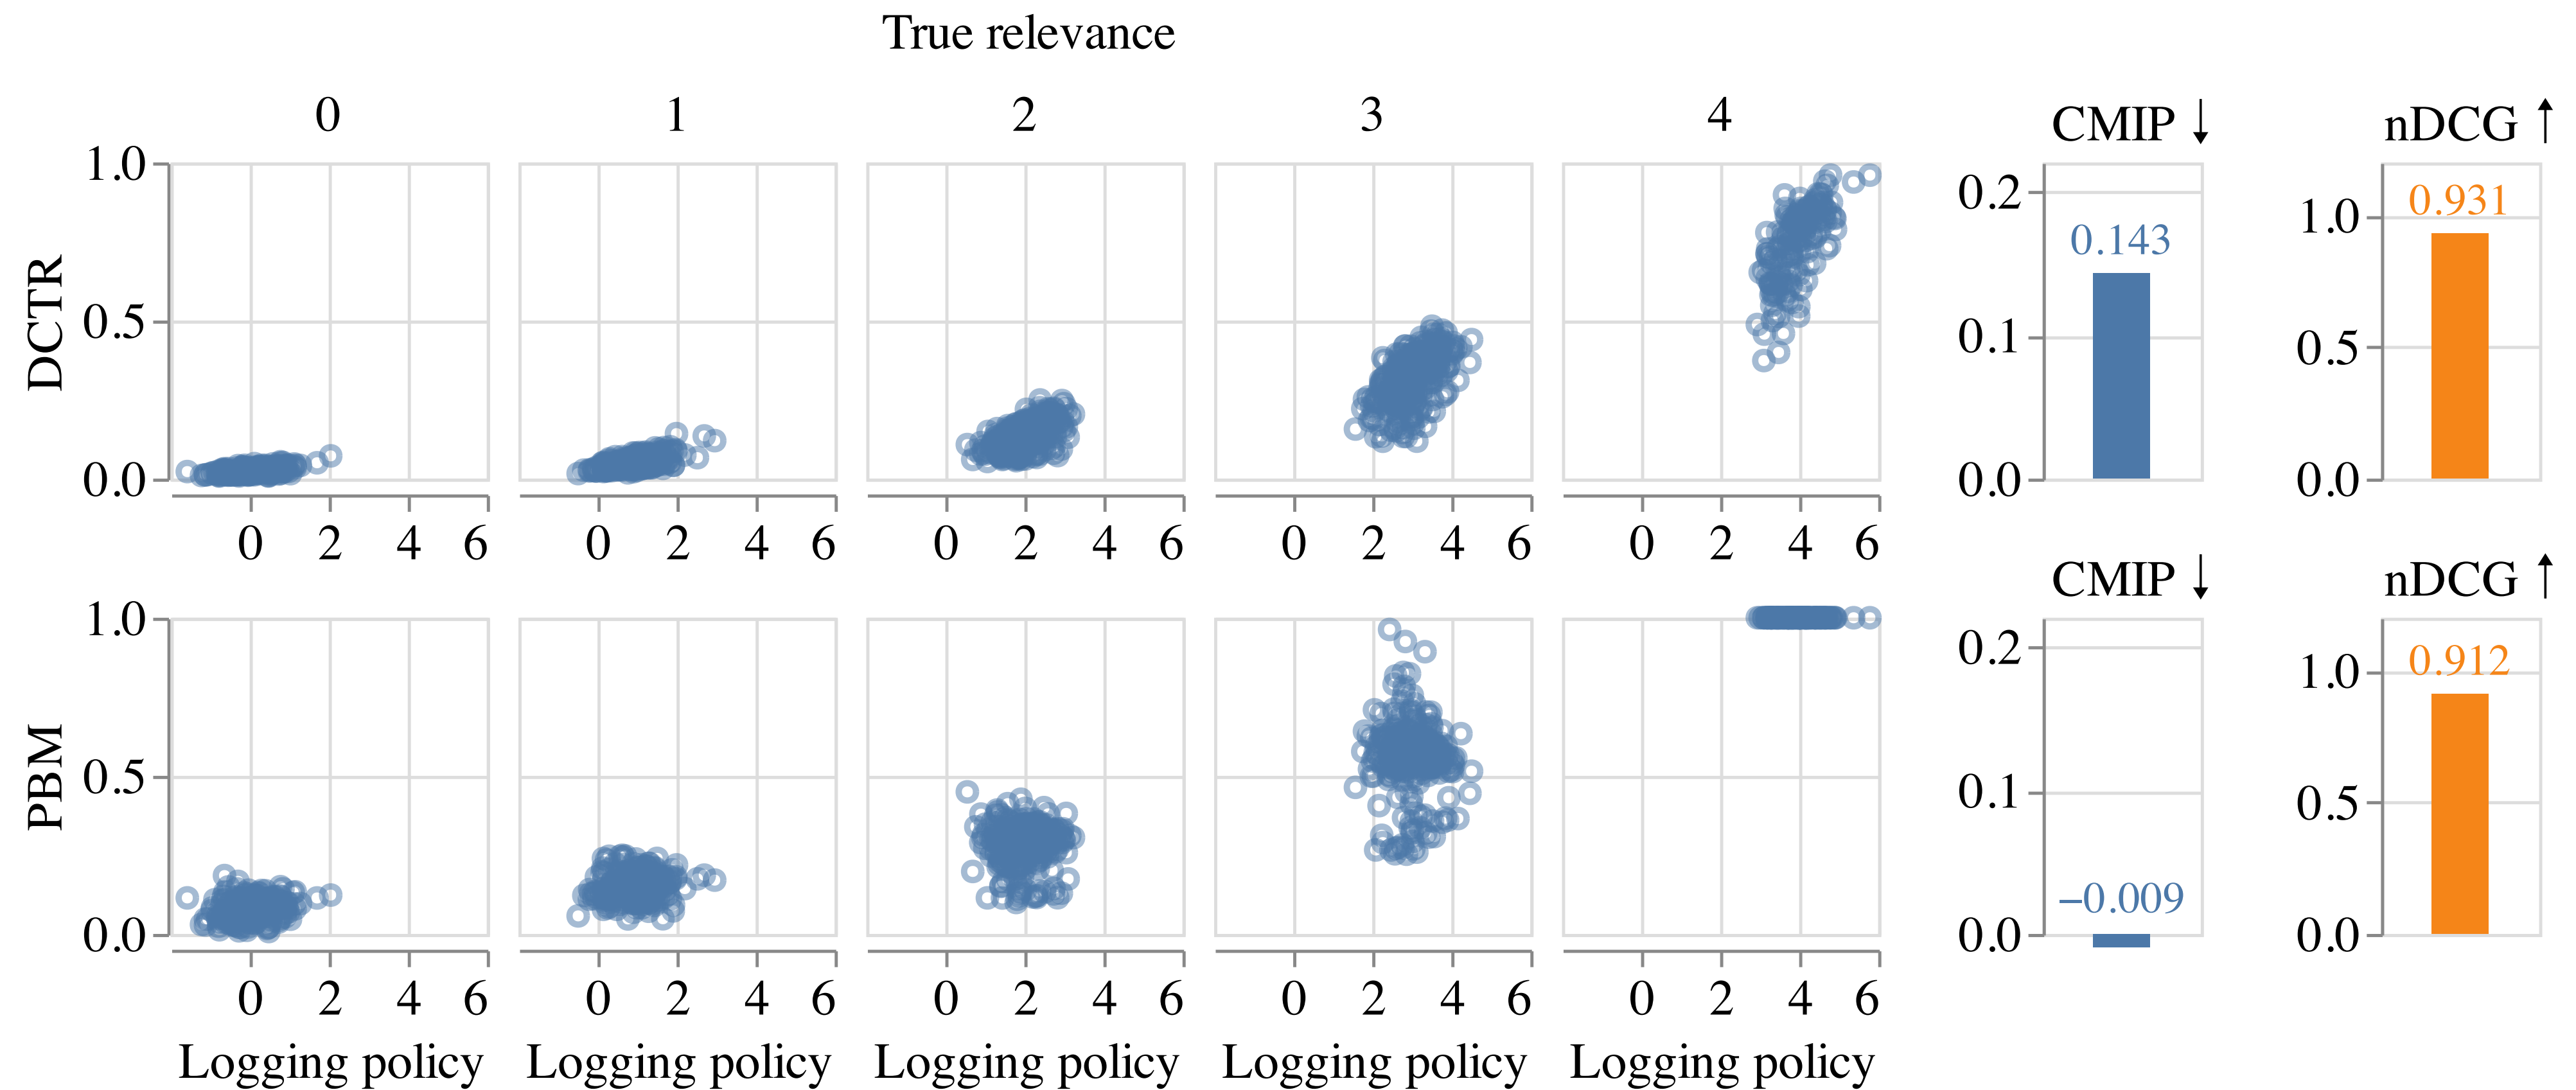 True relevance
0 1 2 3 4
CMIP ↓ nDCG ↑
DCTR
1.0
0.5
0.0
0 2 4 6
0 2 4 6
0 2 4 6
0 2 4 6
0 2 4 6
0.2
0.1
0.0
0.143
1.0
0.5
0.0
0.931
CMIP ↓ nDCG ↑
PBM
1.0
0.5
0.0
0 2 4 6
0 2 4 6
0 2 4 6
0 2 4 6
0 2 4 6
Logging policy Logging policy Logging policy Logging policy Logging policy
0.2
0.1
0.0
−0.009
1.0
0.5
0.0
0.912